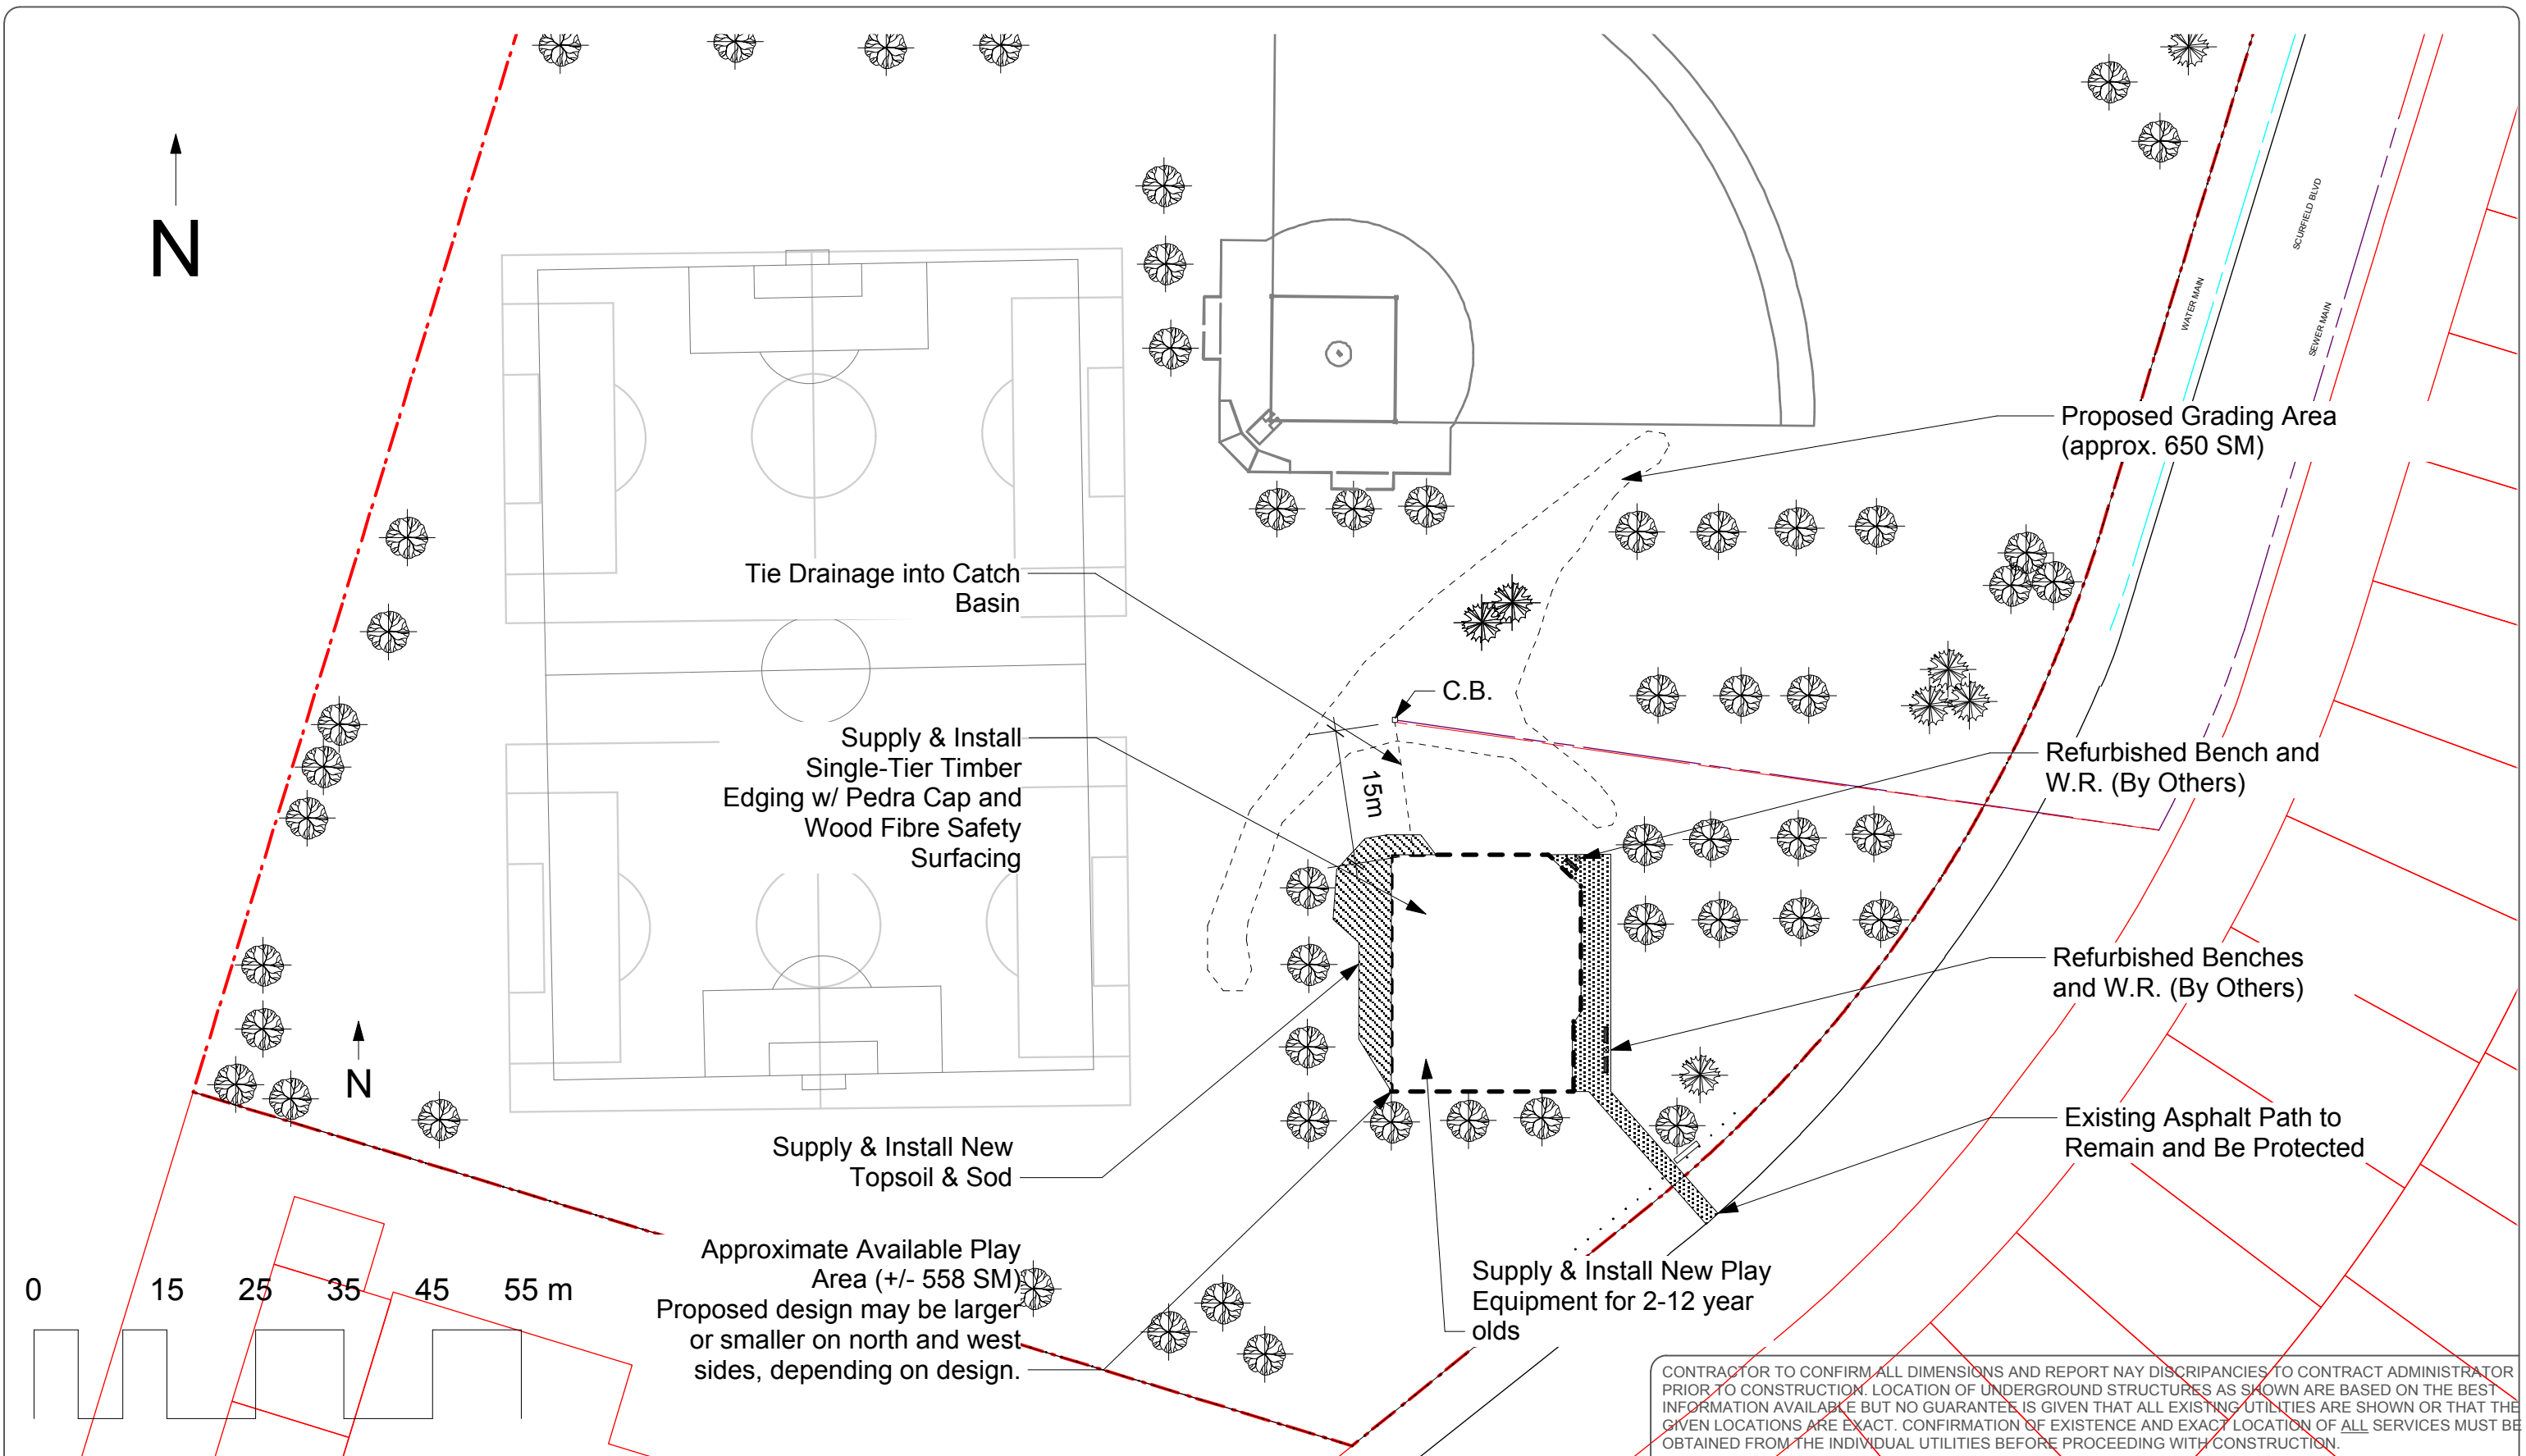 N
SCURFIELD BLVD
WATER MAIN
SEWER MAIN
Proposed Grading Area
(approx. 650 SM)
Tie Drainage into Catch
Basin
C.B.
Supply & Install
Single-Tier Timber
Edging w/ Pedra Cap and
Wood Fibre Safety
Surfacing
15m
Refurbished Bench and
W.R. (By Others)
Refurbished Benches
and W.R. (By Others)
N
Existing Asphalt Path to
Remain and Be Protected
Supply & Install New
Topsoil & Sod
Approximate Available Play
Area (+/- 558 SM)
Proposed design may be larger
or smaller on north and west
sides, depending on design.
Supply & Install New Play
Equipment for 2-12 year
olds
0 15 25 35 45 55 m
CONTRACTOR TO CONFIRM ALL DIMENSIONS AND REPORT NAY DISCRIPANCIES TO CONTRACT ADMINISTRATOR
PRIOR TO CONSTRUCTION. LOCATION OF UNDERGROUND STRUCTURES AS SHOWN ARE BASED ON THE BEST
INFORMATION AVAILABLE BUT NO GUARANTEE IS GIVEN THAT ALL EXISTING UTILITIES ARE SHOWN OR THAT THE
GIVEN LOCATIONS ARE EXACT. CONFIRMATION OF EXISTENCE AND EXACT LOCATION OF ALL SERVICES MUST BE
OBTAINED FROM THE INDIVIDUAL UTILITIES BEFORE PROCEEDING WITH CONSTRUCTION.